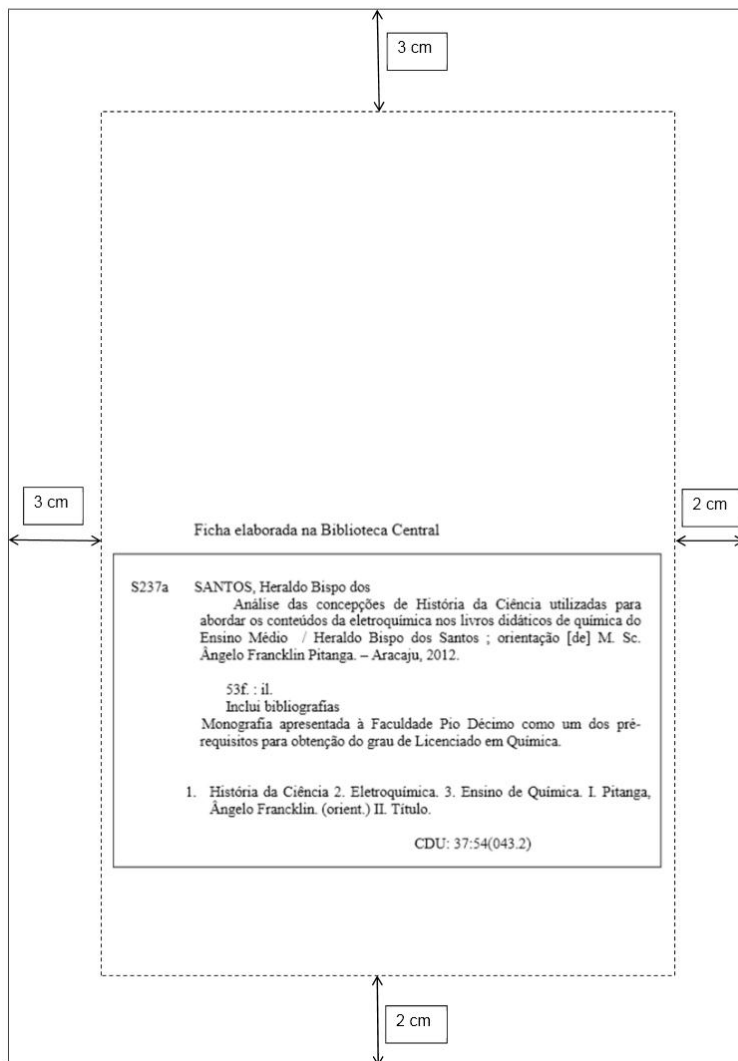 3 cm
3 cm
2 cm
Ficha elaborada na Biblioteca Central
S237a SANTOS, Heraldo Bispo dos
Análise das concepções de História da Ciência utilizadas para
abordar os conteúdos da eletroquímica nos livros didáticos de química do
Ensino Médio / Heraldo Bispo dos Santos ; orientação [de] M. Sc.
Ângelo Francklin Pitanga. – Aracaju, 2012.
53f. : il.
Inclui bibliografias
Monografia apresentada à Faculdade Pio Décimo como um dos pré-
requisitos para obtenção do grau de Licenciado em Química.
1. História da Ciência 2. Eletroquímica. 3. Ensino de Química. I. Pitanga,
Ângelo Francklin. (orient.) II. Título.
CDU: 37:54(043.2)
2 cm